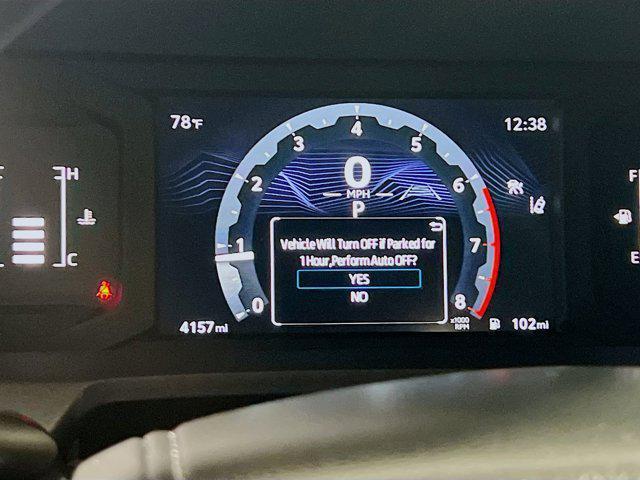 78°F
12:38
4
3
5
2
6
0
MPH
P
H
F
1
7
Vehicle Will Turn OFF if Parked for
1 Hour,Perform Auto OFF?
YES
NO
C
E
0
8
4157mi
x1000
RPM
102mi